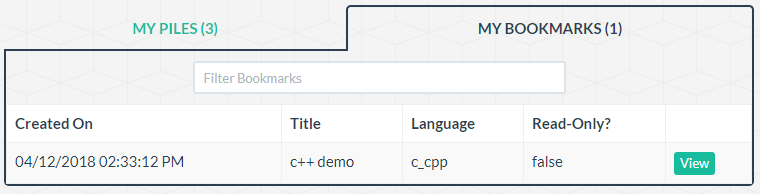 MY PILES (3) MY BOOKMARKS (1)
Filter Bookmarks
Created On Title Language Read-Only?
04/12/2018 02:33:12 PM c++ demo c_cpp false View